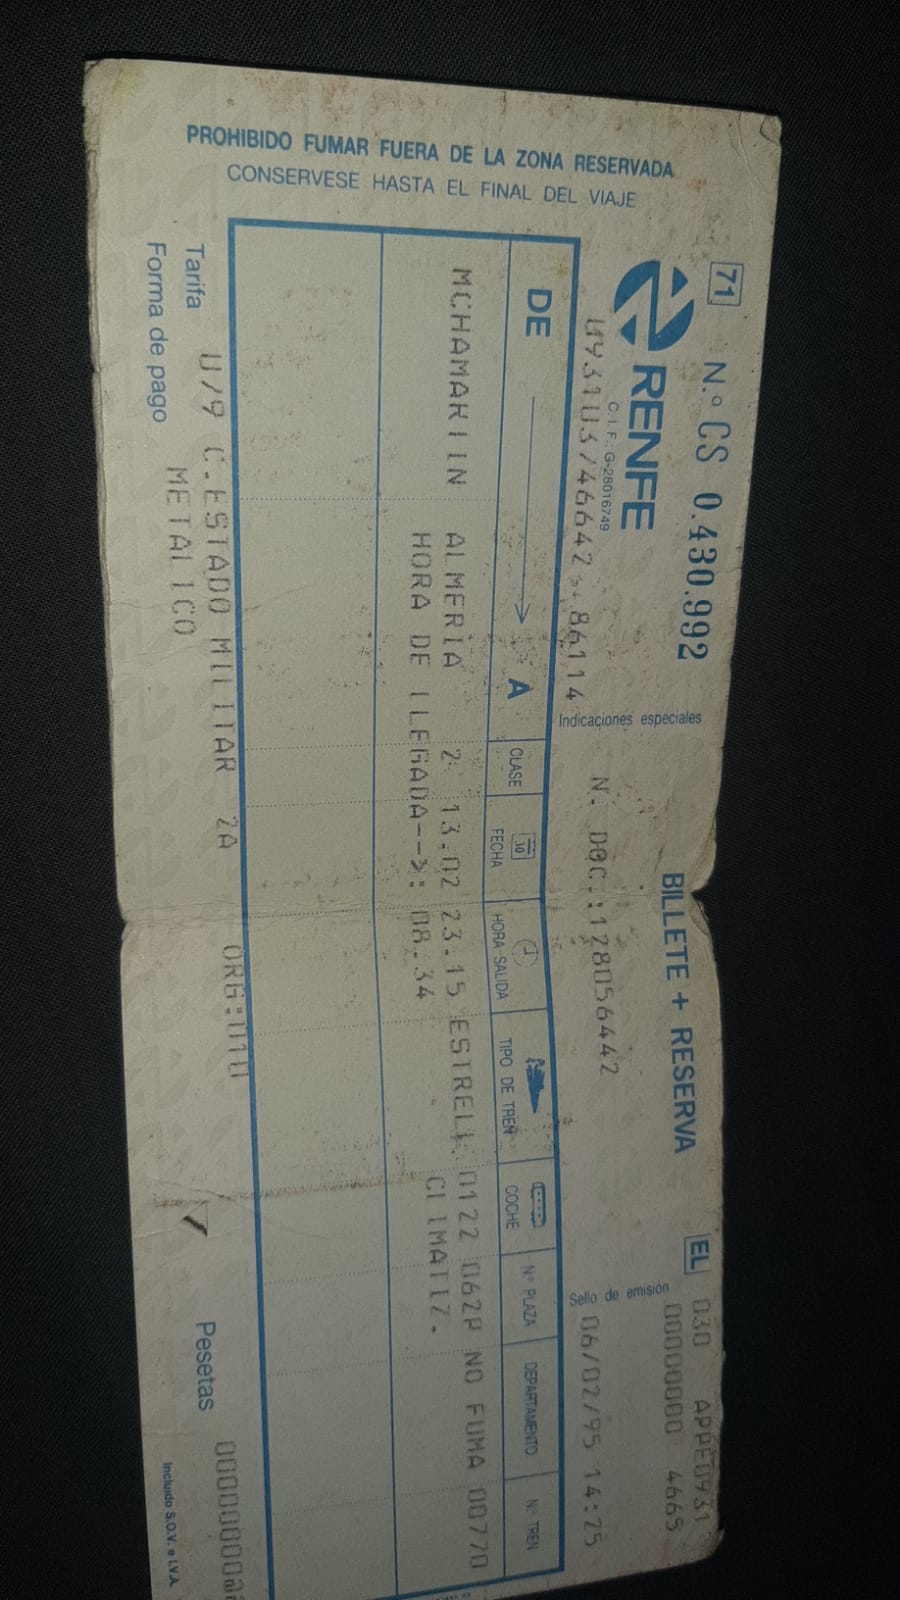 71 N.º CS 0.430.992 BILLETE + RESERVA EL 030 APPE0931
00000000 4665
RENFE
C. I. F.: G-28016749
Indicaciones especiales N. DOC.:128056442 Sello de emisión 06/02/95 14:25
86114
DE A CLASE FECHA HORA SALIDA TIPO DE TREN COCHE Nº PLAZA DEPARTAMENTO Nº TREN
MCHAMARTIN ALMERIA 2 13.02 23.15 ESTRELL 0122 062P NO FUMA 00770
HORA DE LLEGADA-->: 08.34 CLIMATIZ.
Tarifa U/9 C.ESTADO MILITAR 2A ORG:010 Pesetas
Forma de pago METALICO Incluido S.O.V. e I.V.A.
PROHIBIDO FUMAR FUERA DE LA ZONA RESERVADA
CONSERVESE HASTA EL FINAL DEL VIAJE